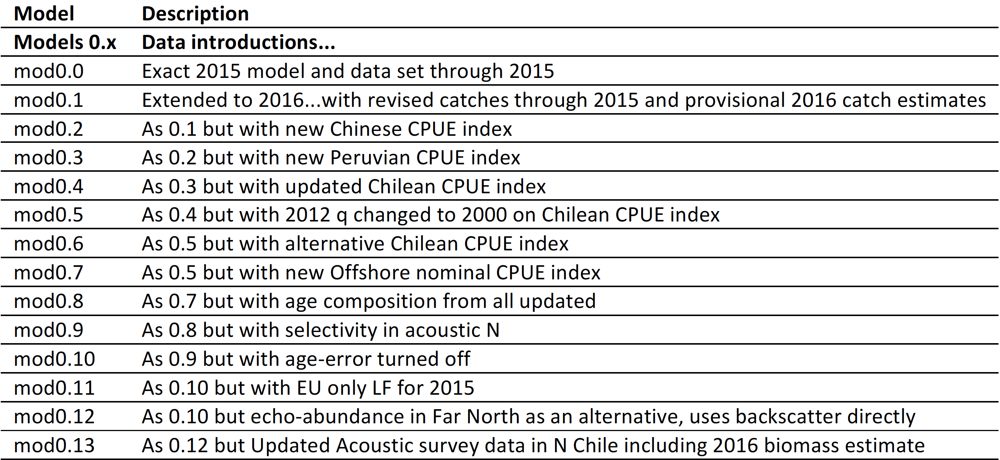 Model Description
Models 0.x Data introductions...
mod0.0 Exact 2015 model and data set through 2015
mod0.1 Extended to 2016...with revised catches through 2015 and provisional 2016 catch estimates
mod0.2 As 0.1 but with new Chinese CPUE index
mod0.3 As 0.2 but with new Peruvian CPUE index
mod0.4 As 0.3 but with updated Chilean CPUE index
mod0.5 As 0.4 but with 2012 q changed to 2000 on Chilean CPUE index
mod0.6 As 0.5 but with alternative Chilean CPUE index
mod0.7 As 0.5 but with new Offshore nominal CPUE index
mod0.8 As 0.7 but with age composition from all updated
mod0.9 As 0.8 but with selectivity in acoustic N
mod0.10 As 0.9 but with age-error turned off
mod0.11 As 0.10 but with EU only LF for 2015
mod0.12 As 0.10 but echo-abundance in Far North as an alternative, uses backscatter directly
mod0.13 As 0.12 but Updated Acoustic survey data in N Chile including 2016 biomass estimate